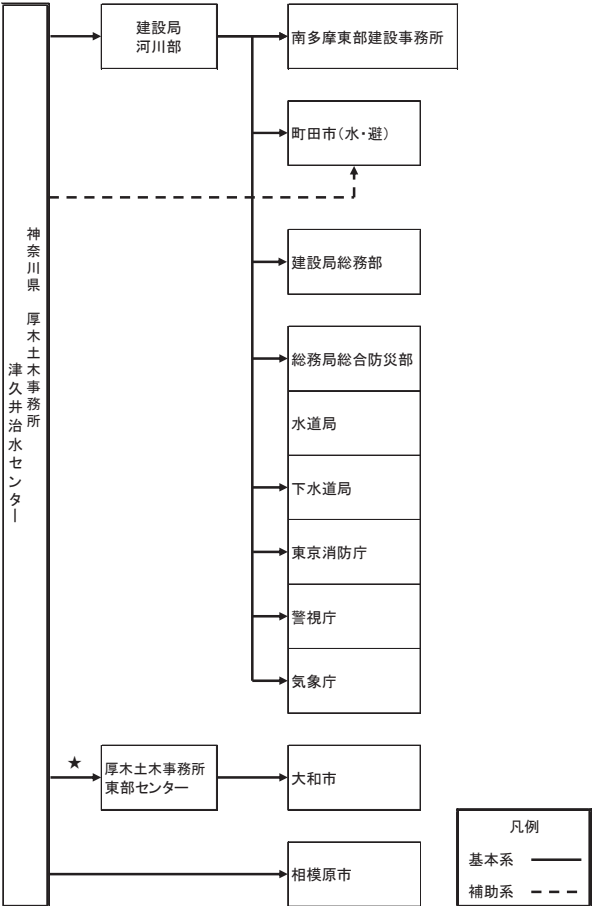 神奈川県 厚木土木事務所
津久井治水センター
建設局
河川部
南多摩東部建設事務所
町田市(水・避)
建設局総務部
総務局総合防災部
水道局
下水道局
東京消防庁
警視庁
気象庁
★
厚木土木事務所
東部センター
大和市
相模原市
凡例
基本系
補助系